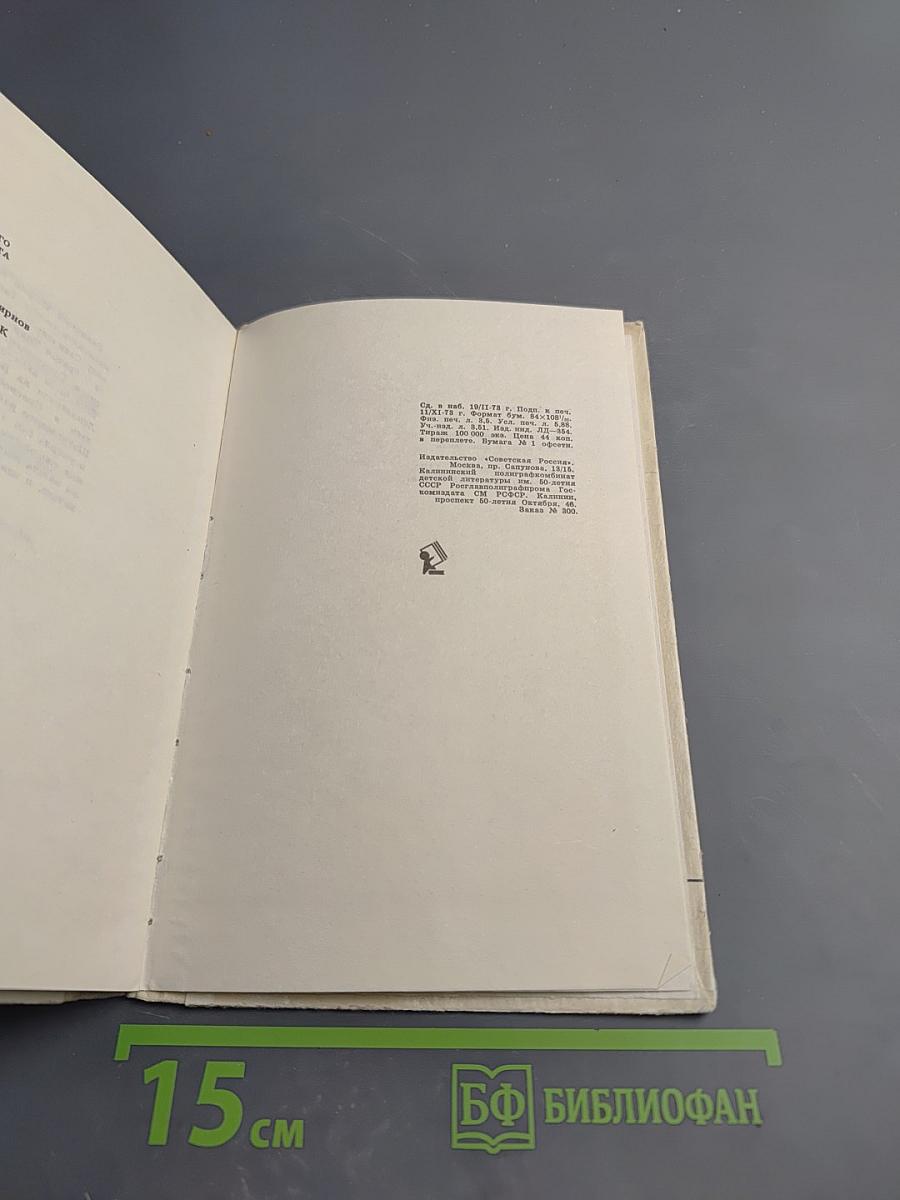 ГО
ТА
ирнов
К
Сд. в наб. 19/II-73 г. Подп. к печ.
11/XI-73 г. Формат бум. 84×108¹/₃₂.
Физ. печ. л. 3,5. Усл. печ. л. 5,88.
Уч.-изд. л. 3,51. Изд. инд. ЛД—354.
Тираж 100 000 экз. Цена 44 коп.
в переплете. Бумага № 1 офсетн.
Издательство «Советская Россия».
Москва, пр. Сапунова, 13/15.
Калининский полиграфкомбинат
детской литературы им. 50-летия
СССР Росглавполиграфпрома Гос-
комиздата СМ РСФСР. Калинин,
проспект 50-летия Октября, 46.
Заказ № 300.
15 см
БФ БИБЛИОФАН